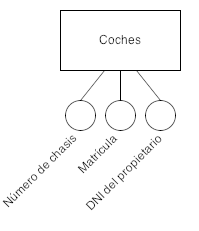 Coches
Número de chasis
Matrícula
DNI del propietario